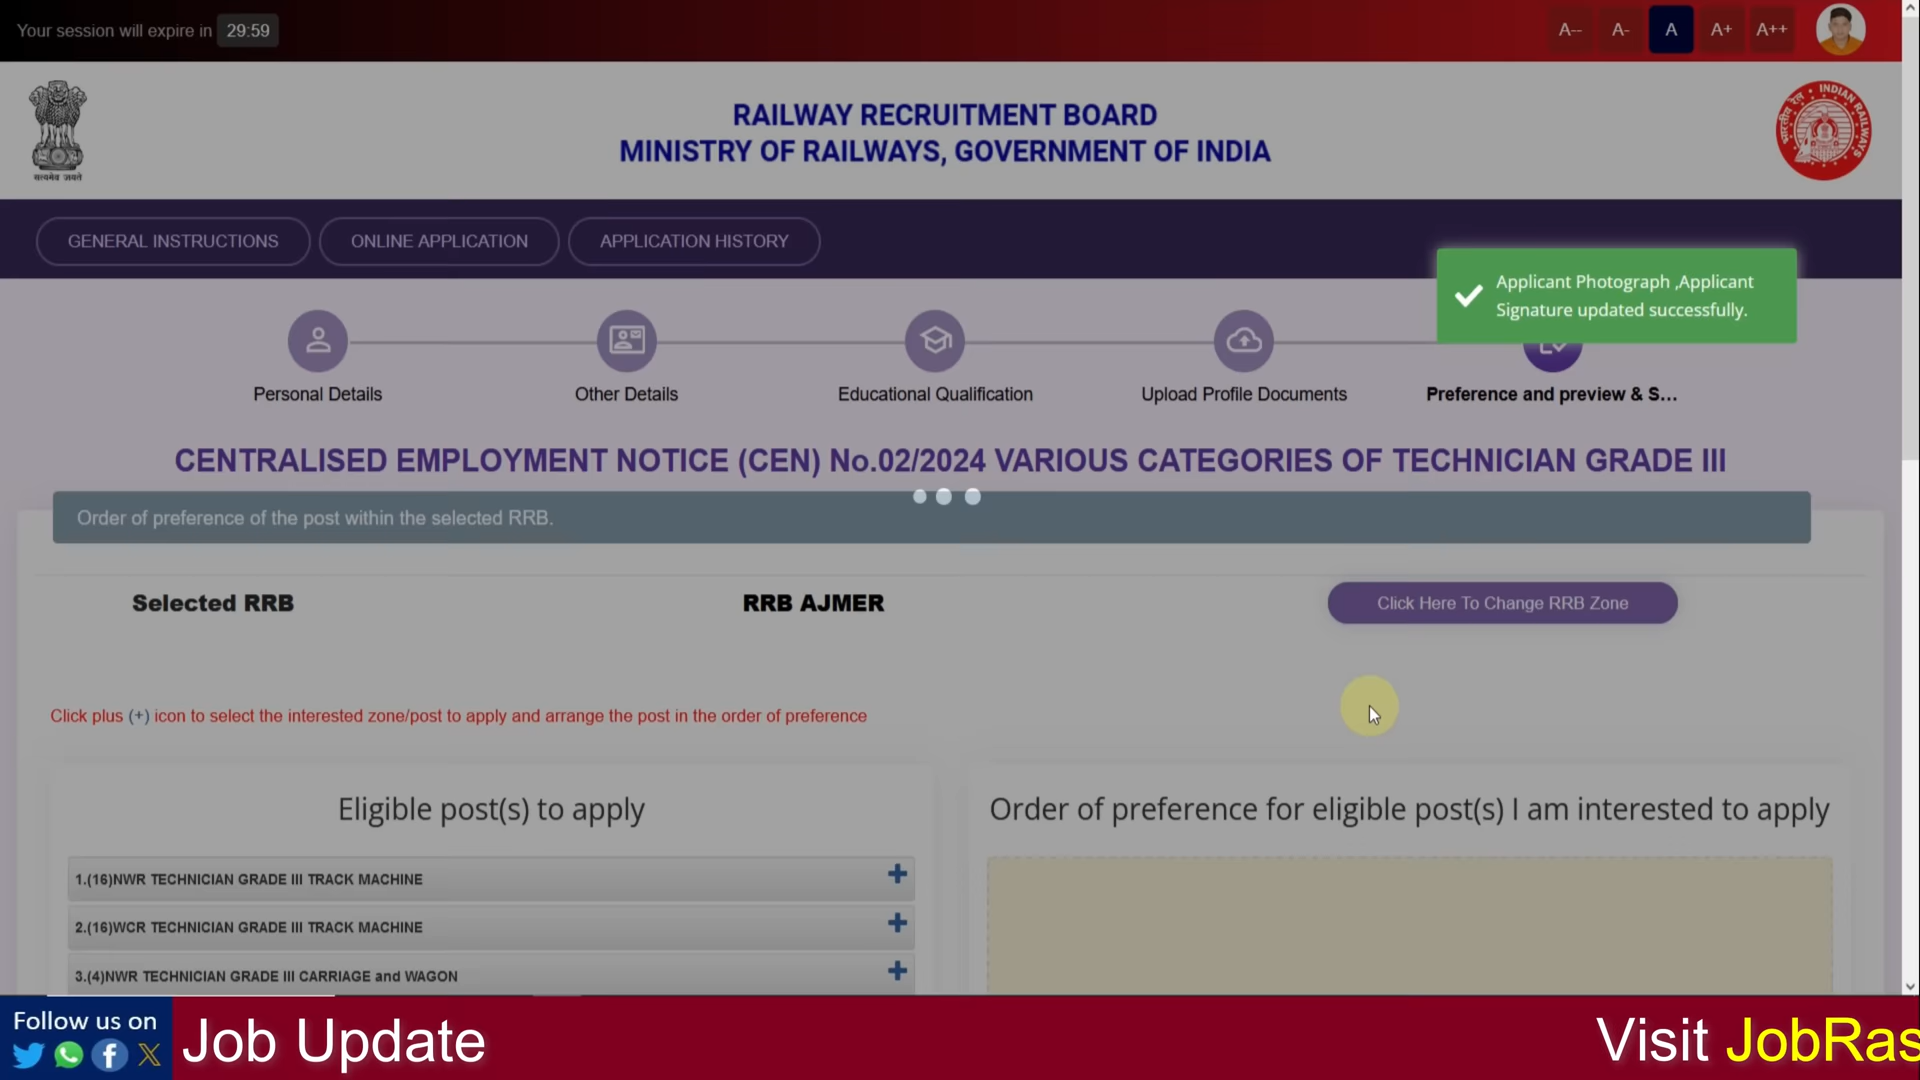 Your session will expire in 29:59
A-- A- A A+ A++
सत्यमेव जयते
RAILWAY RECRUITMENT BOARD
MINISTRY OF RAILWAYS, GOVERNMENT OF INDIA
INDIAN RAILWAYS
भारतीय रेल
GENERAL INSTRUCTIONS ONLINE APPLICATION APPLICATION HISTORY
Applicant Photograph ,Applicant
Signature updated successfully.
Personal Details Other Details Educational Qualification Upload Profile Documents Preference and preview & S...
CENTRALISED EMPLOYMENT NOTICE (CEN) No.02/2024 VARIOUS CATEGORIES OF TECHNICIAN GRADE III
Order of preference of the post within the selected RRB.
Selected RRB RRB AJMER Click Here To Change RRB Zone
Click plus (+) icon to select the interested zone/post to apply and arrange the post in the order of preference
Eligible post(s) to apply
Order of preference for eligible post(s) I am interested to apply
1.(16)NWR TECHNICIAN GRADE III TRACK MACHINE
2.(16)WCR TECHNICIAN GRADE III TRACK MACHINE
3.(4)NWR TECHNICIAN GRADE III CARRIAGE and WAGON
Follow us on
Job Update
Visit JobRas